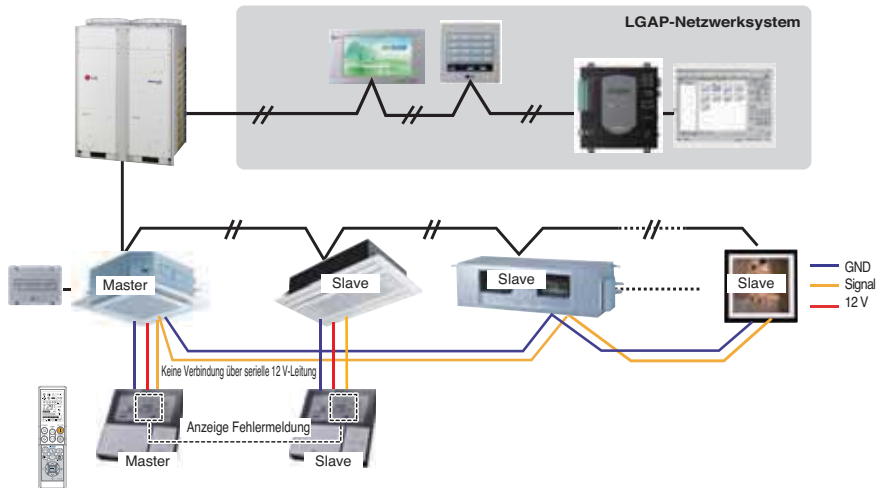 LGAP-Netzwerksystem
Master
Slave
Slave
Slave
GND
Signal
12 V
Keine Verbindung über serielle 12 V-Leitung
Anzeige Fehlermeldung
Master
Slave